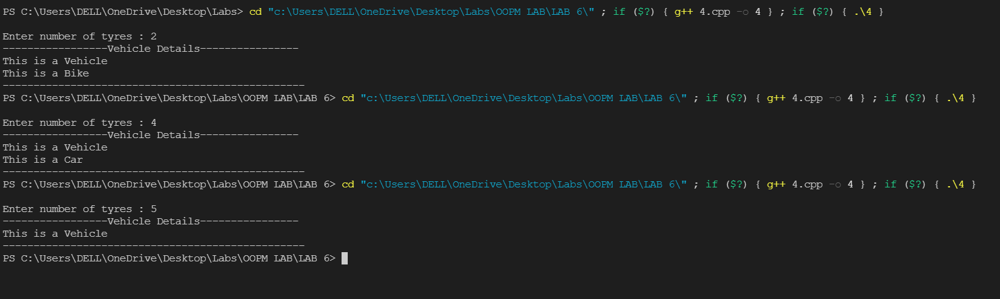 PS C:\Users\DELL\OneDrive\Desktop\Labs> cd "c:\Users\DELL\OneDrive\Desktop\Labs\OOPM LAB\LAB 6\" ; if ($?) { g++ 4.cpp -o 4 } ; if ($?) { .\4 }
Enter number of tyres : 2
-----------------Vehicle Details----------------
This is a Vehicle
This is a Bike
-------------------------------------------------
PS C:\Users\DELL\OneDrive\Desktop\Labs\OOPM LAB\LAB 6> cd "c:\Users\DELL\OneDrive\Desktop\Labs\OOPM LAB\LAB 6\" ; if ($?) { g++ 4.cpp -o 4 } ; if ($?) { .\4 }
Enter number of tyres : 4
-----------------Vehicle Details----------------
This is a Vehicle
This is a Car
-------------------------------------------------
PS C:\Users\DELL\OneDrive\Desktop\Labs\OOPM LAB\LAB 6> cd "c:\Users\DELL\OneDrive\Desktop\Labs\OOPM LAB\LAB 6\" ; if ($?) { g++ 4.cpp -o 4 } ; if ($?) { .\4 }
Enter number of tyres : 5
-----------------Vehicle Details----------------
This is a Vehicle
-------------------------------------------------
PS C:\Users\DELL\OneDrive\Desktop\Labs\OOPM LAB\LAB 6>